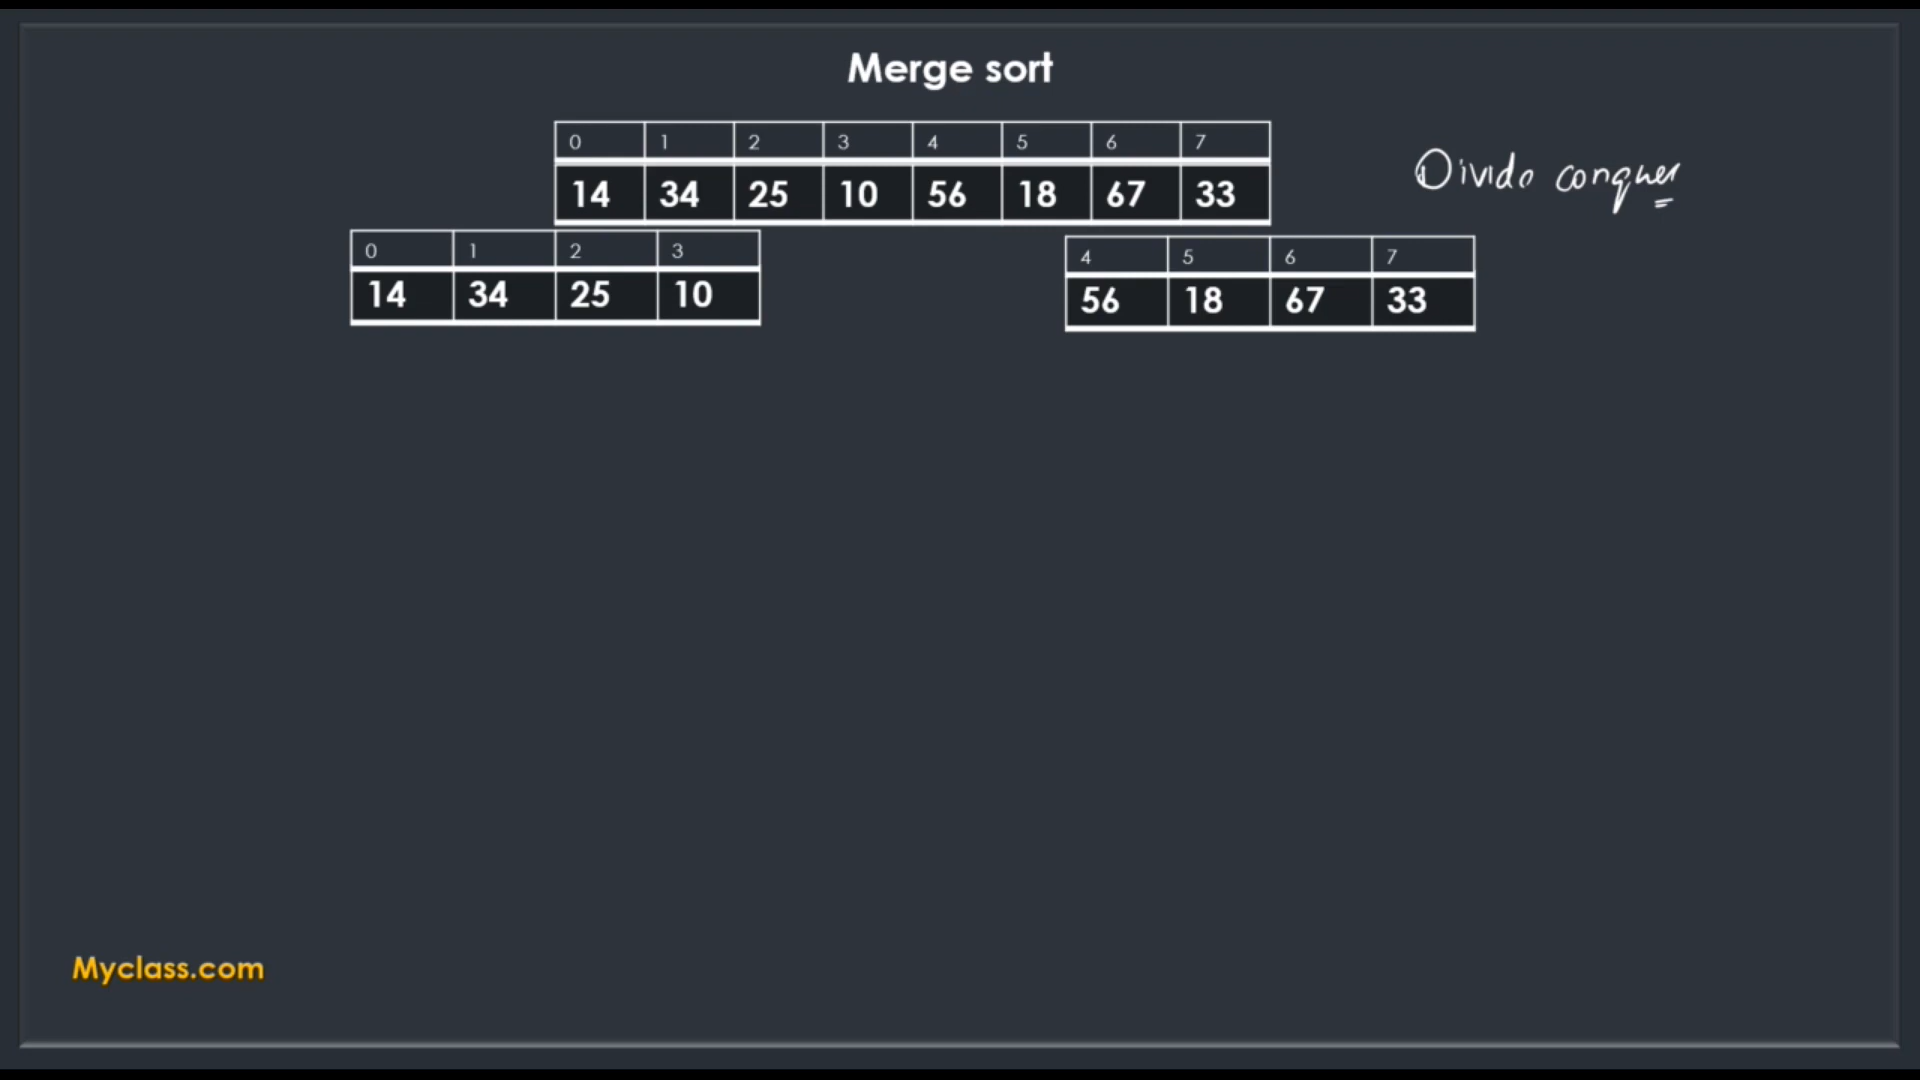 Merge sort
0 1 2 3 4 5 6 7
14 34 25 10 56 18 67 33
Divide conquer
0 1 2 3
14 34 25 10
4 5 6 7
56 18 67 33
Myclass.com